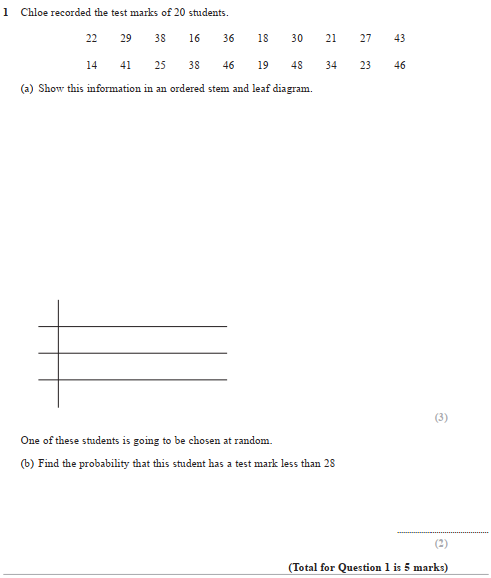 1 Chloe recorded the test marks of 20 students.
22 29 38 16 36 18 30 21 27 43
14 41 25 38 46 19 48 34 23 46
(a) Show this information in an ordered stem and leaf diagram.
(3)
One of these students is going to be chosen at random.
(b) Find the probability that this student has a test mark less than 28
(2)
(Total for Question 1 is 5 marks)